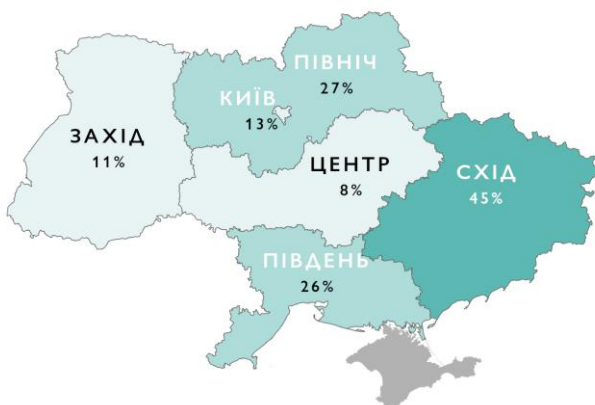 ПІВНІЧ
27%
КИЇВ
13%
ЗАХІД
11%
ЦЕНТР
8%
СХІД
45%
ПІВДЕНЬ
26%